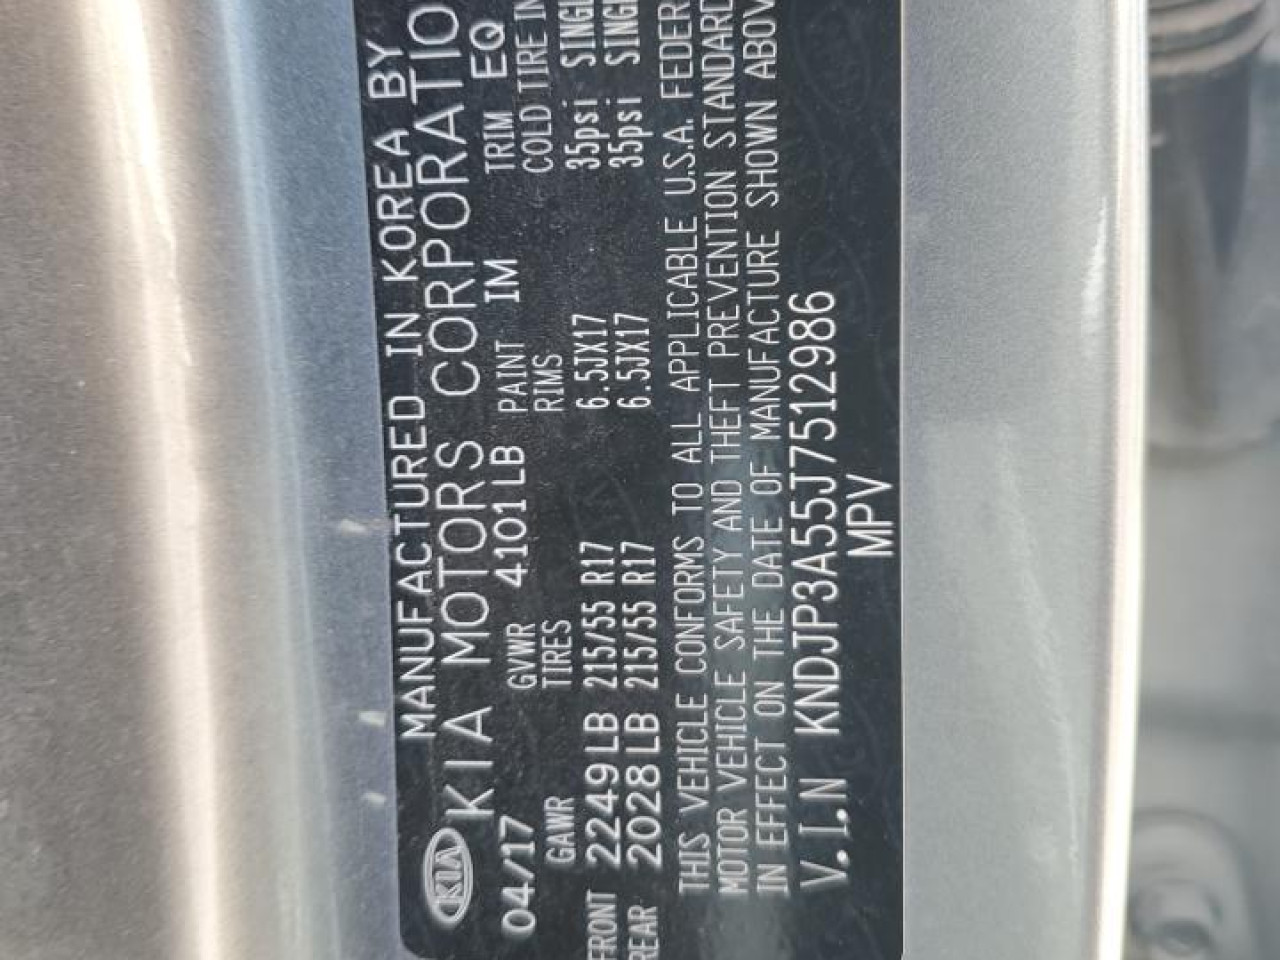 KIA MANUFACTURED IN KOREA BY
KIA MOTORS CORPORATIO
04/17 GVWR 4101LB PAINT IM TRIM EQ
GAWR TIRES RIMS COLD TIRE IN
FRONT 2249LB 215/55 R17 6.5JX17 35psi SINGL
REAR 2028LB 215/55 R17 6.5JX17 35psi SINGL
THIS VEHICLE CONFORMS TO ALL APPLICABLE U.S.A. FEDER
MOTOR VEHICLE SAFETY AND THEFT PREVENTION STANDARD
IN EFFECT ON THE DATE OF MANUFACTURE SHOWN ABOV
V.I.N KNDJP3A55J7512986
MPV